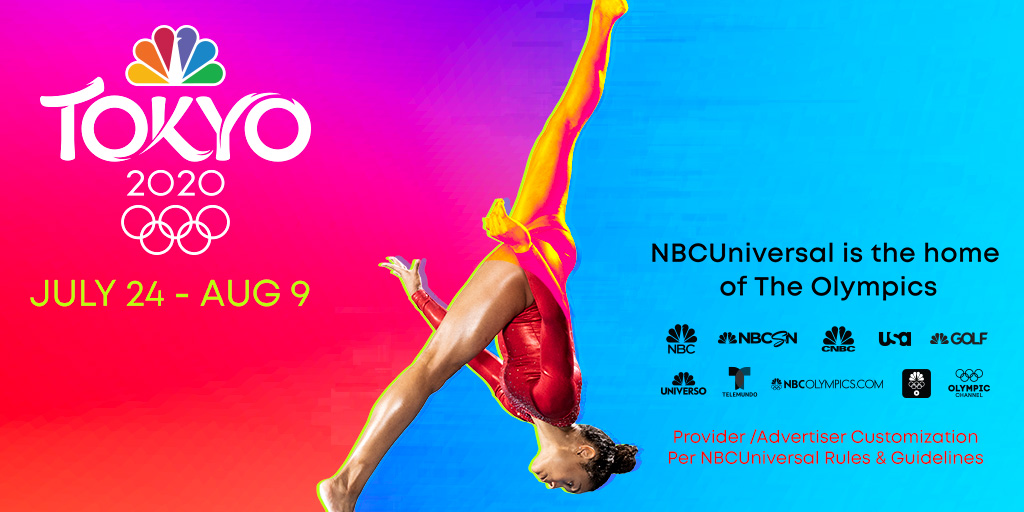 TOKYO
2020
JULY 24 - AUG 9
NBCUniversal is the home
of The Olympics
NBC NBCSN CNBC USA GOLF
UNIVERSO TELEMUNDO NBCOLYMPICS.COM OLYMPIC CHANNEL
Provider /Advertiser Customization
Per NBCUniversal Rules & Guidelines